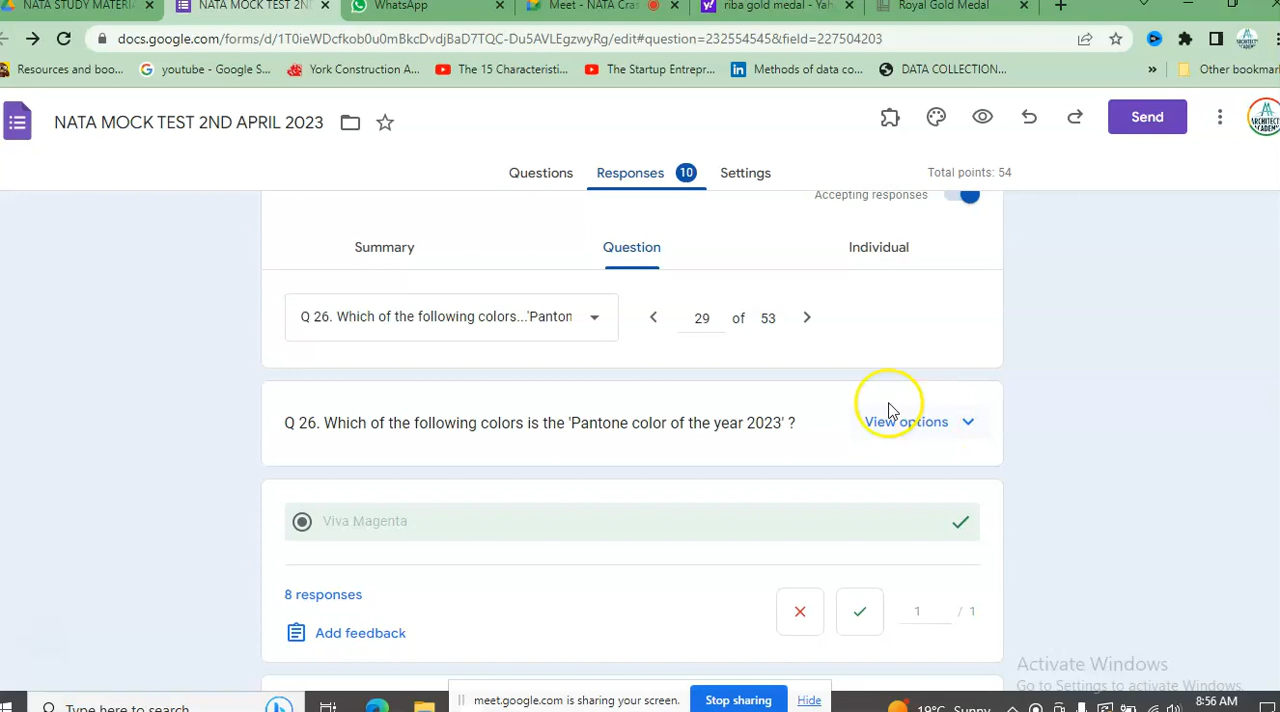 NATA STUDY MATERIA × NATA MOCK TEST 2ND × WhatsApp × Meet - NATA Cras × riba gold medal - Yah × Royal Gold Medal × +
docs.google.com/forms/d/1T0ieWDcfkob0u0mBkcDvdjBaD7TQC-Du5AVLEgzwyRg/edit#question=232554545&field=227504203
Resources and boo... youtube - Google S... York Construction A... The 15 Characteristi... The Startup Entrepr... Methods of data co... DATA COLLECTION... » Other bookmar
NATA MOCK TEST 2ND APRIL 2023
Send
Questions Responses 10 Settings Total points: 54
Accepting responses
Summary Question Individual
Q 26. Which of the following colors...'Panton 29 of 53
Q 26. Which of the following colors is the 'Pantone color of the year 2023' ? View options
Viva Magenta
8 responses
1 / 1
Add feedback
Activate Windows
Go to Settings to activate Windows.
meet.google.com is sharing your screen. Stop sharing Hide
Type here to search 19°C Sunny 8:56 AM